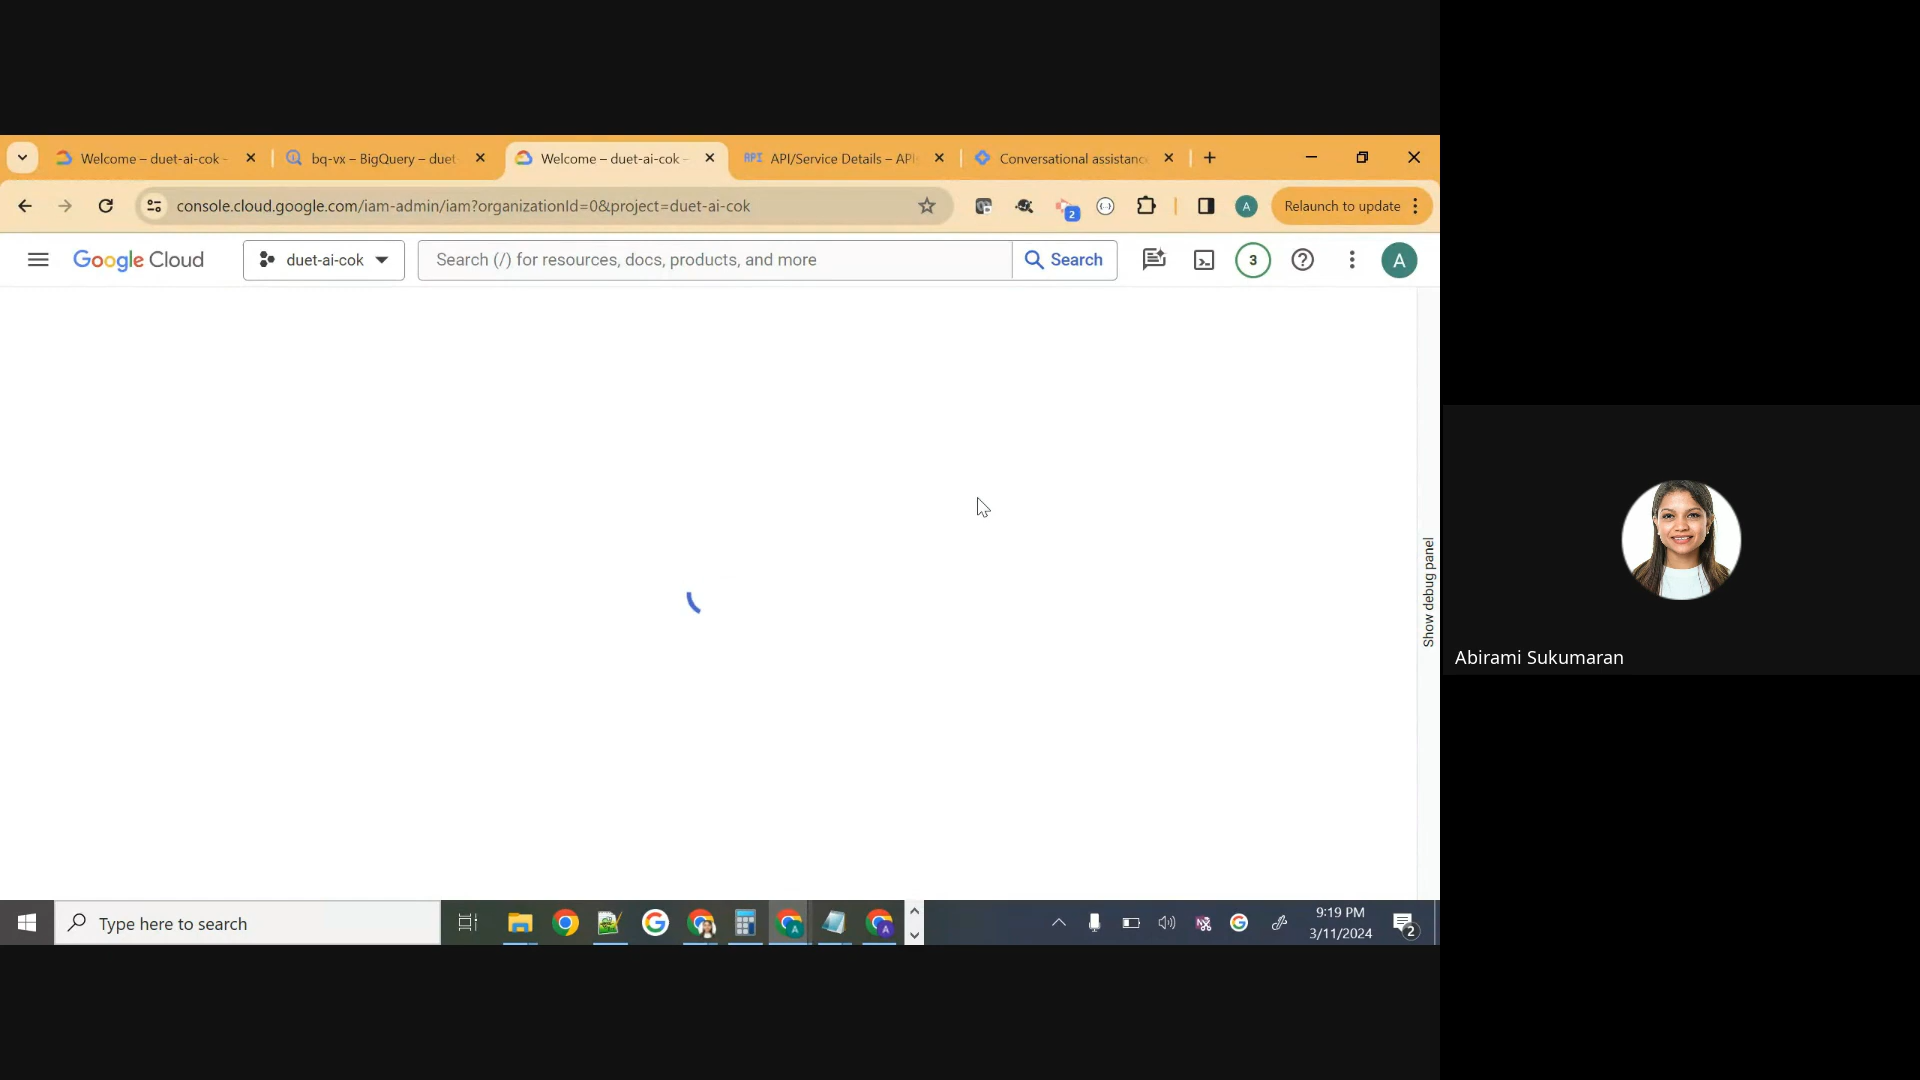 Welcome – duet-ai-cok -
bq-vx – BigQuery – duet
Welcome – duet-ai-cok –
API API/Service Details – API
Conversational assistanc
console.cloud.google.com/iam-admin/iam?organizationId=0&project=duet-ai-cok
2
A
Relaunch to update
Google Cloud
duet-ai-cok
Search (/) for resources, docs, products, and more
Search
3
A
Show debug panel
Abirami Sukumaran
Type here to search
A
A
9:19 PM
3/11/2024
2